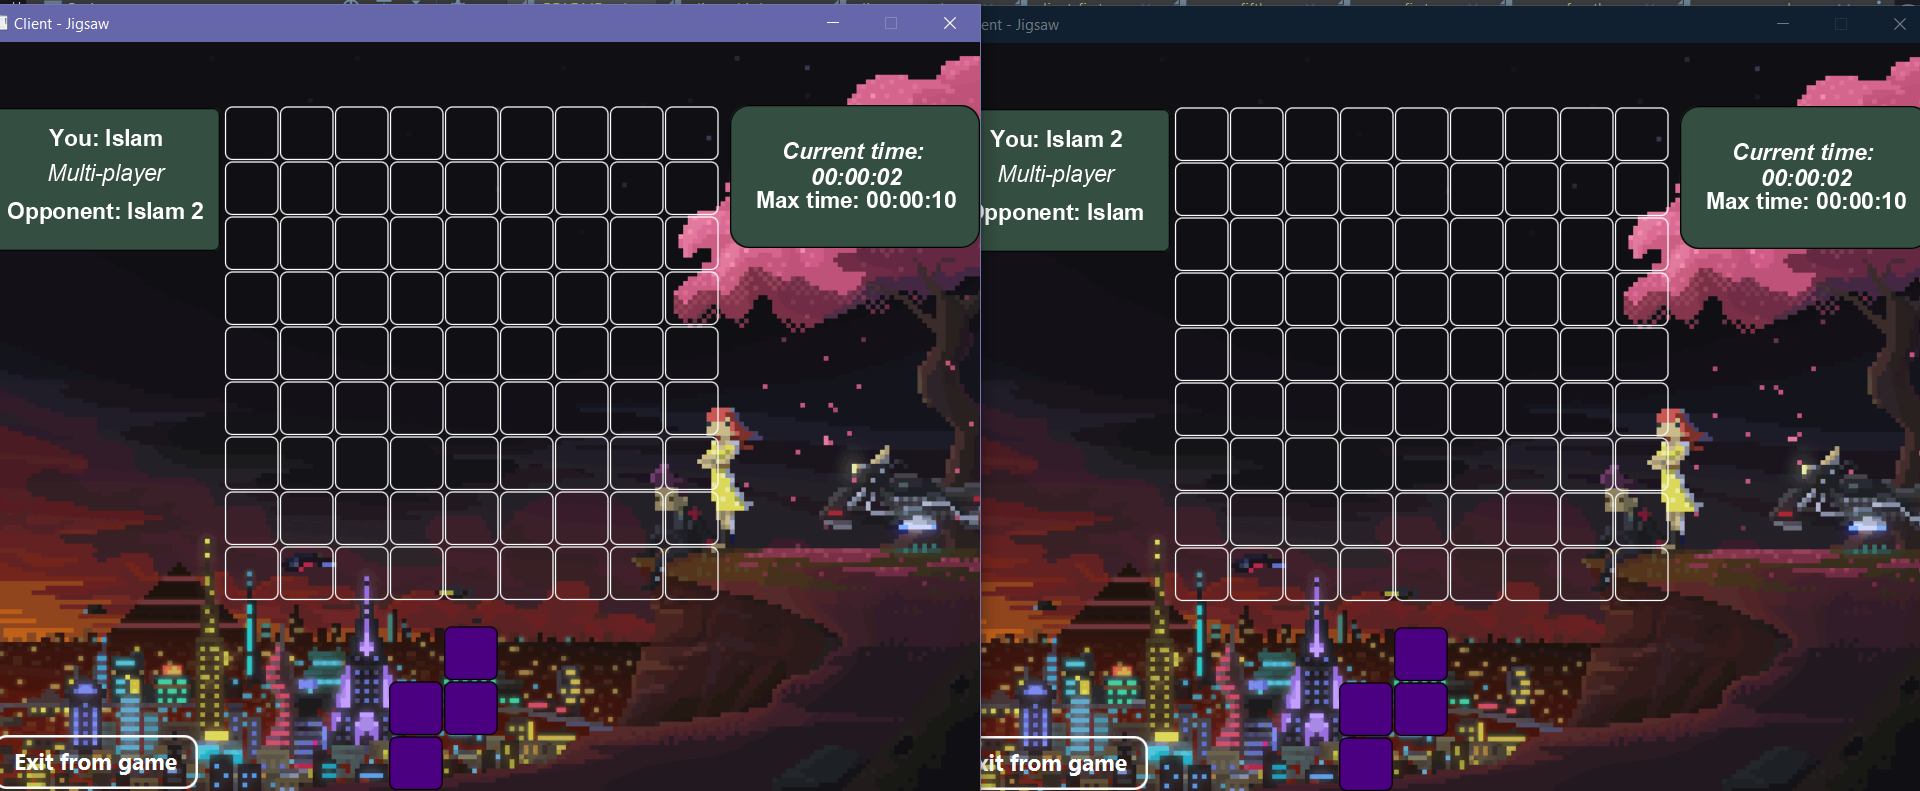 Client - Jigsaw
You: Islam
Multi-player
Opponent: Islam 2
Current time:
00:00:02
Max time: 00:00:10
Exit from game
ent - Jigsaw
You: Islam 2
Multi-player
pponent: Islam
Current time:
00:00:02
Max time: 00:00:10
xit from game